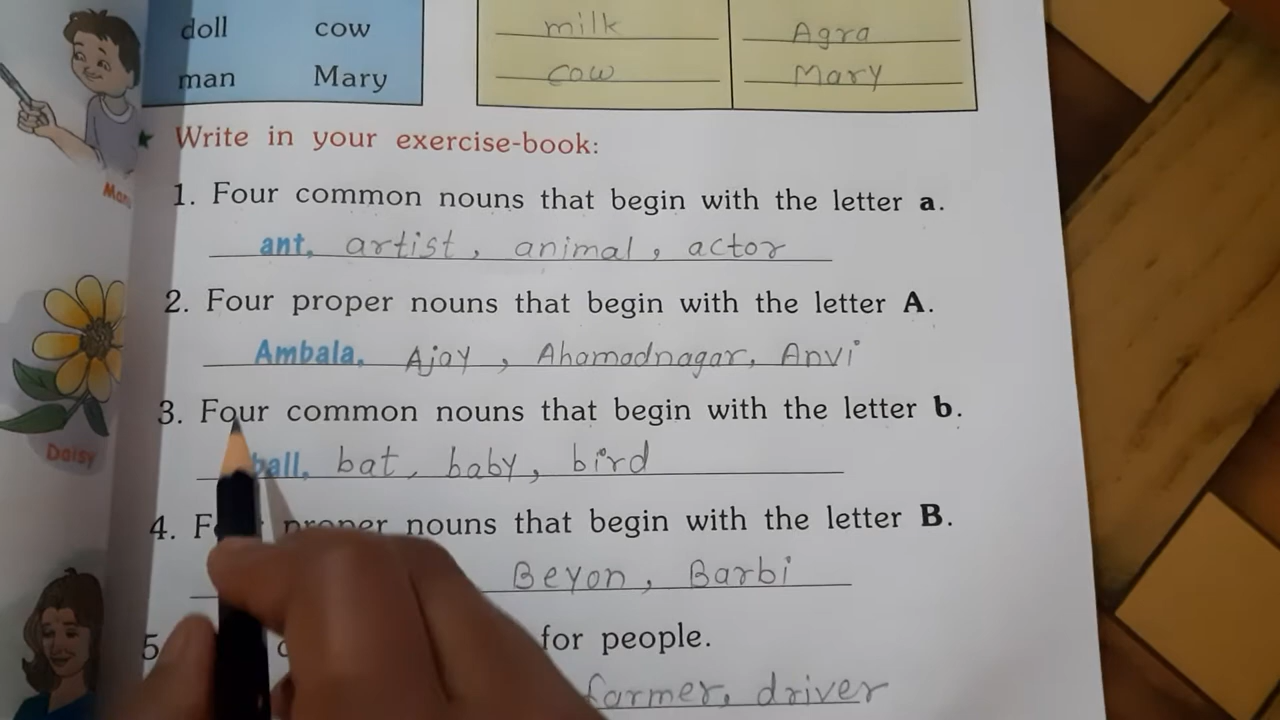 doll cow milk Agra
man Mary cow Mary
Write in your exercise-book:
1. Four common nouns that begin with the letter a.
ant, artist, animal, actor
2. Four proper nouns that begin with the letter A.
Ambala, Ajay, Ahamadnagar, Anvi
3. Four common nouns that begin with the letter b.
ball, bat, baby, bird
Daisy
4. proper nouns that begin with the letter B.
Beyon, Barbi
5 for people.
farmer, driver